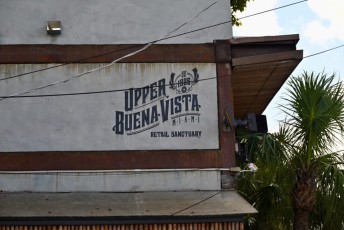 UPPER
BUENA-VISTA
MIAMI
RETAIL SANCTUARY